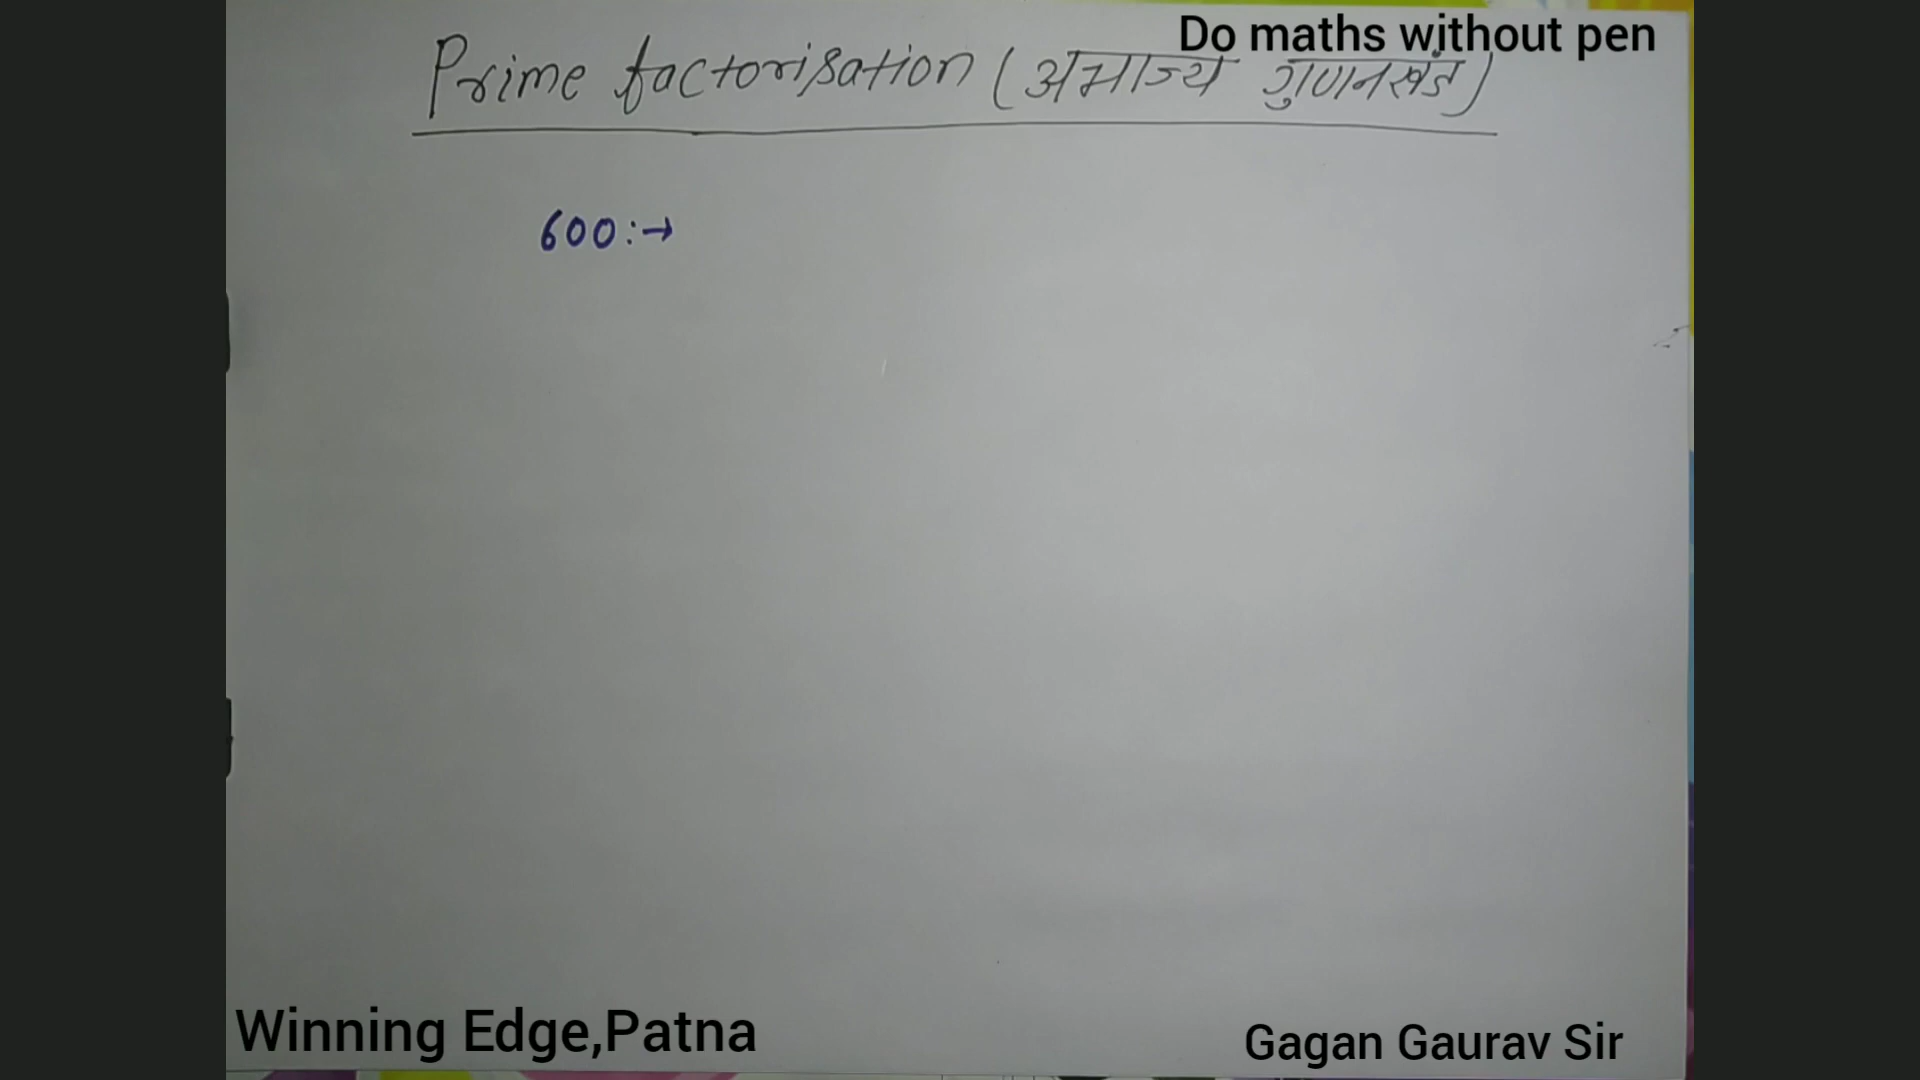 Do maths without pen
Prime factorisation (अभाज्य गुणनखंड)
600:→
Winning Edge,Patna
Gagan Gaurav Sir